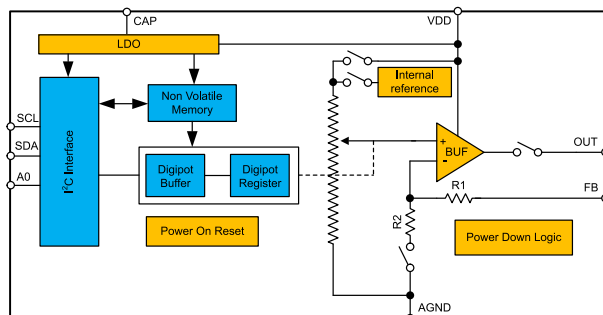 CAP
VDD
LDO
Internal
reference
Non Volatile
Memory
SCL
SDA
A0
I²C Interface
BUF
+
-
OUT
FB
R1
R2
Digipot
Buffer
Digipot
Register
Power On Reset
Power Down Logic
AGND